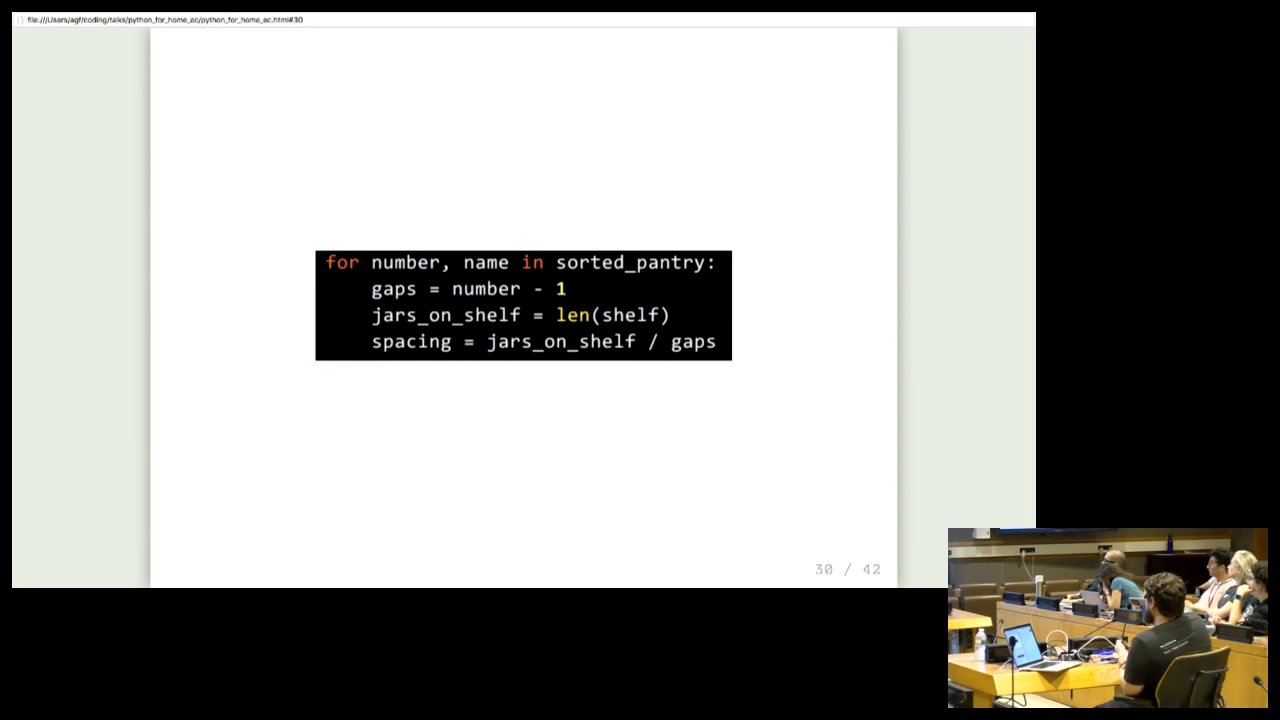 file:///Users/agf/coding/talks/python_for_home_ec/python_for_home_ec.html#30
for number, name in sorted_pantry:
    gaps = number - 1
    jars_on_shelf = len(shelf)
    spacing = jars_on_shelf / gaps
30 / 42